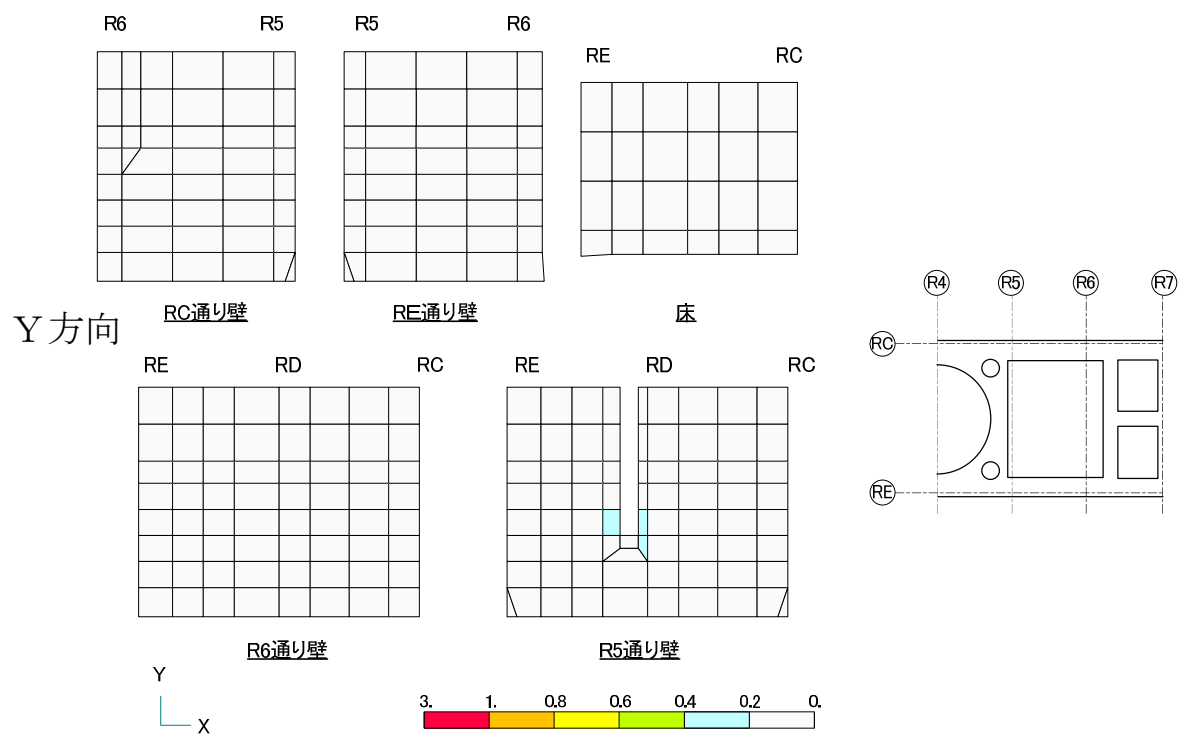 R6 R5 R5 R6
RE RC
RC通り壁 RE通り壁 床
Y方向
RE RD RC RE RD RC
R6通り壁 R5通り壁
R4 R5 R6 R7
RC
RE
Y
X
3. 1. 0.8 0.6 0.4 0.2 0.